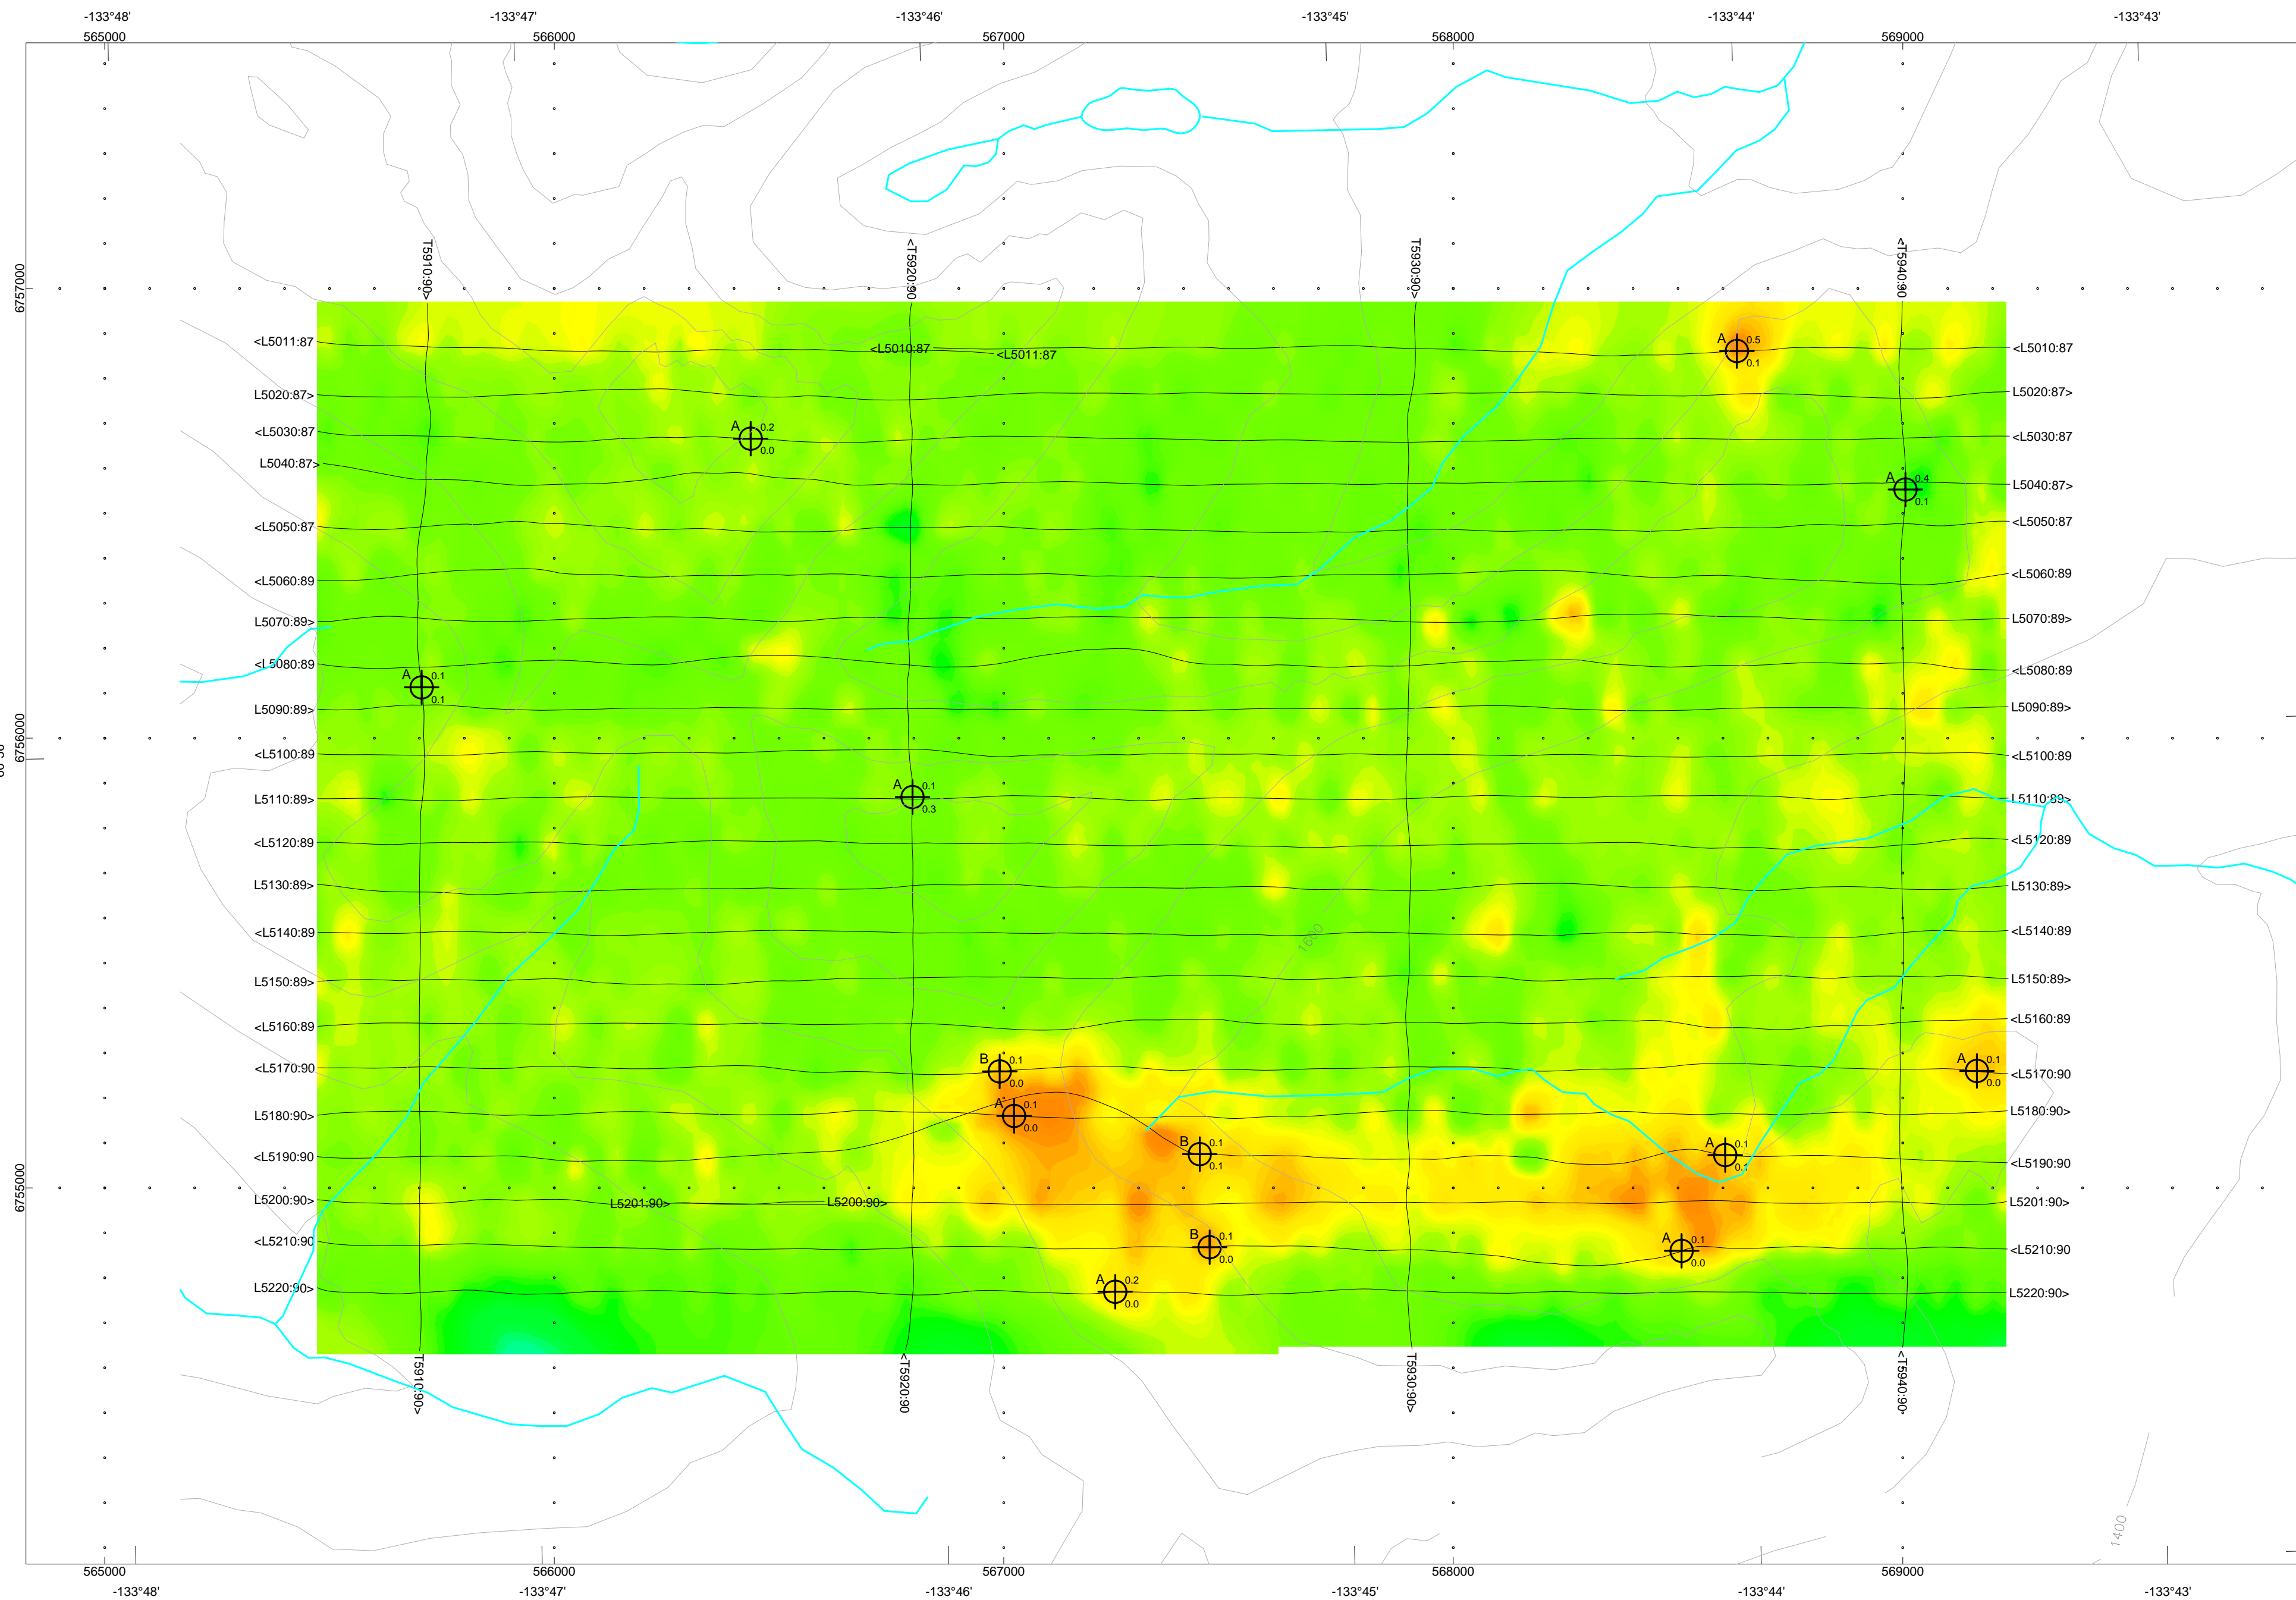 -133°48' -133°47' -133°46' -133°45' -133°44' -133°43'
565000 566000 567000 568000 569000
T5910:90> <T5920:90 T5930:90> <T5940:90
6757000
<L5011:87 <L5010:87 <L5011:87 A 0.5 0.1 <L5010:87
L5020:87> L5020:87>
A 0.2 0.0
<L5030:87 <L5030:87
L5040:87> A 0.4 0.1 L5040:87>
<L5050:87 <L5050:87
<L5060:89 <L5060:89
L5070:89> L5070:89>
<L5080:89 <L5080:89
A 0.1 0.1
L5090:89> L5090:89>
6756000
<L5100:89 <L5100:89
L5110:89> A 0.1 0.3 L5110:89>
<L5120:89 <L5120:89
L5130:89> L5130:89>
<L5140:89 1600 <L5140:89
L5150:89> L5150:89>
<L5160:89 <L5160:89
<L5170:90 B 0.1 0.0 A 0.1 0.0 <L5170:90
L5180:90> A 0.1 0.0 L5180:90>
<L5190:90 B 0.1 0.1 A 0.1 0.1 <L5190:90
6755000
L5200:90> L5201:90> L5200:90> L5201:90>
<L5210:90 B 0.1 0.0 A 0.1 0.0 <L5210:90
L5220:90> A 0.2 0.0 L5220:90>
T5910:90> <T5920:90 T5930:90> <T5940:90
1400
565000 566000 567000 568000 569000
-133°48' -133°47' -133°46' -133°45' -133°44' -133°43'